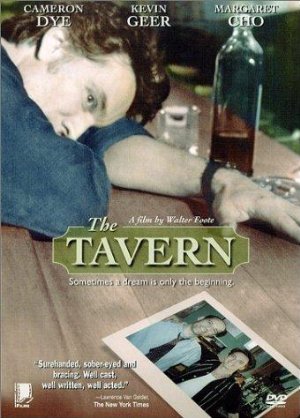 CAMERON DYE
KEVIN GEER
MARGARET CHO
The
A film by Walter Foote
TAVERN
Sometimes a dream is only the beginning.
"Surehanded, sober-eyed and
bracing. Well cast,
well written, well acted."
—Lawrence Van Gelder,
The New York Times
DVD